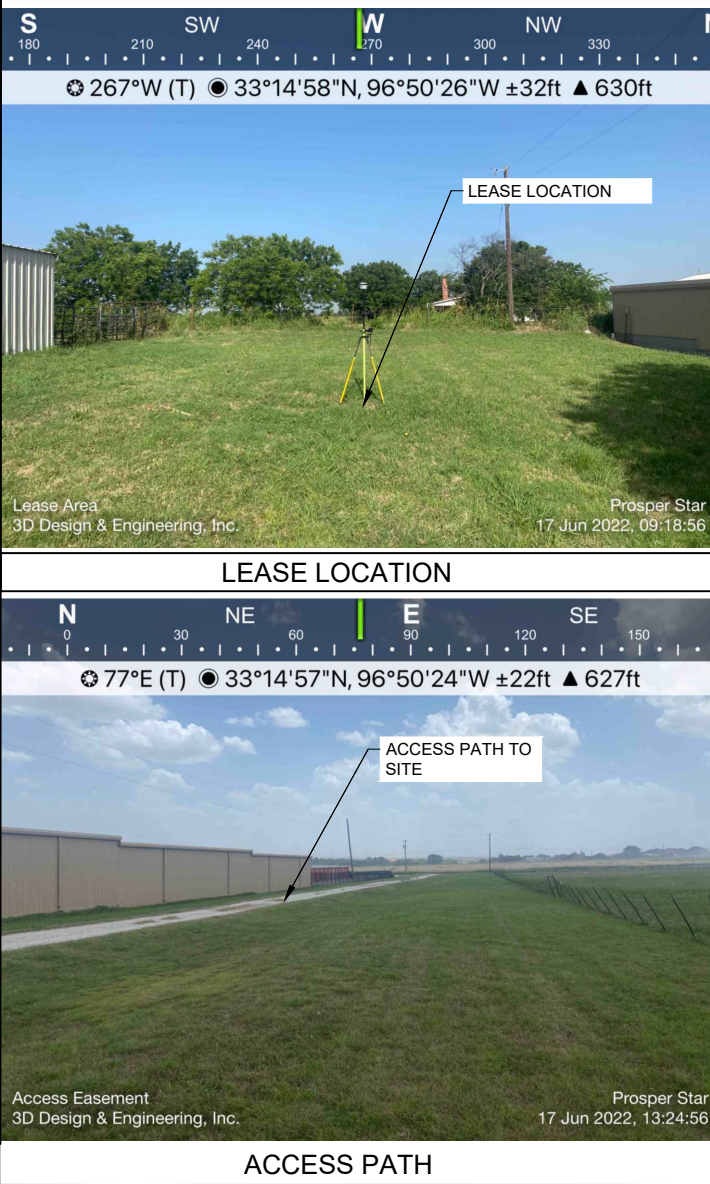 S SW W NW
180 210 240 270 300 330
267°W (T) 33°14'58"N, 96°50'26"W ±32ft ▲ 630ft
LEASE LOCATION
Lease Area
3D Design & Engineering, Inc.
Prosper Star
17 Jun 2022, 09:18:56
LEASE LOCATION
N NE E SE
0 30 60 90 120 150
77°E (T) 33°14'57"N, 96°50'24"W ±22ft ▲ 627ft
ACCESS PATH TO
SITE
Access Easement
3D Design & Engineering, Inc.
Prosper Star
17 Jun 2022, 13:24:56
ACCESS PATH